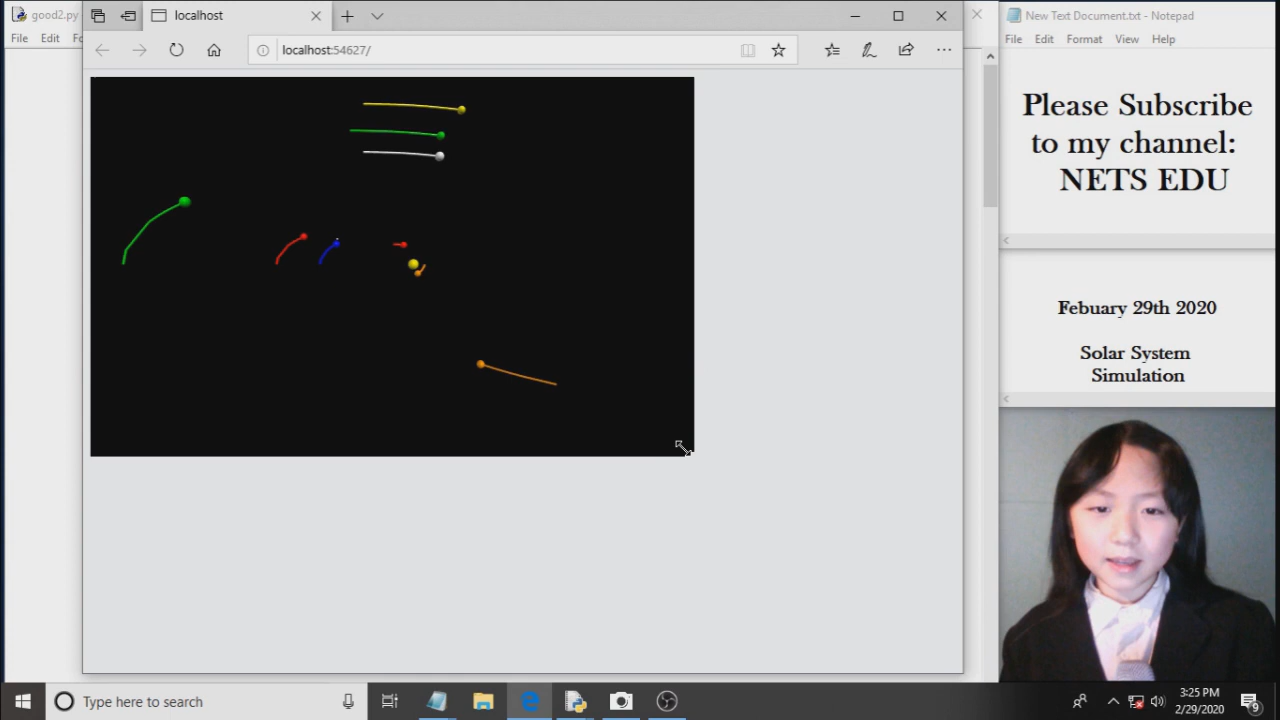 good2.py
File Edit Fo
localhost
localhost:54627/
New Text Document.txt - Notepad
File Edit Format View Help
Please Subscribe
to my channel:
NETS EDU
Febuary 29th 2020
Solar System
Simulation
Type here to search
3:25 PM
2/29/2020
9